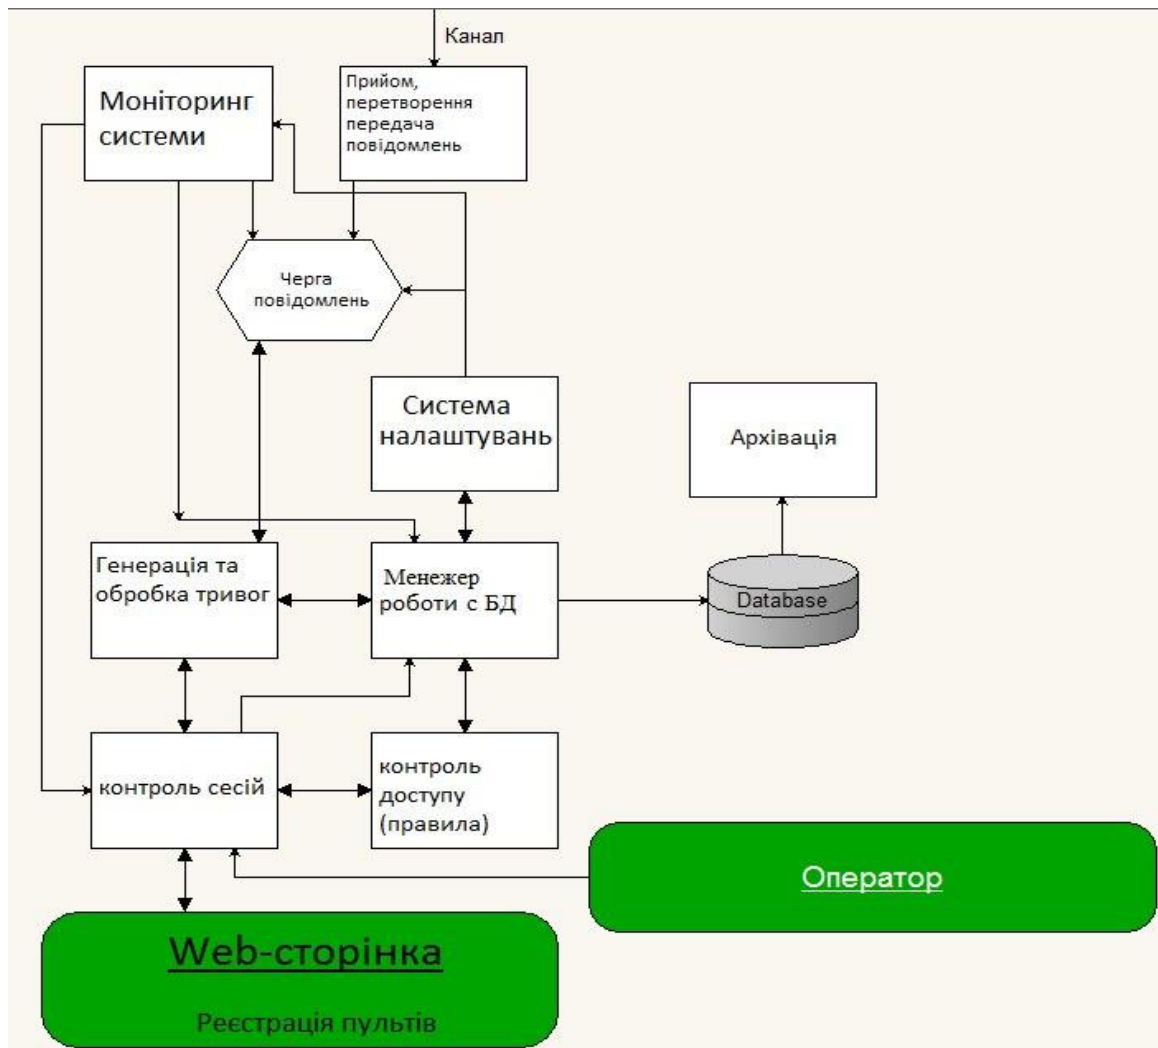 Канал
Моніторинг
системи
Прийом,
перетворення
передача
повідомлень
Черга
повідомлень
Система
налаштувань
Архівація
Генерація та
обробка тривог
Менежер
роботи с БД
Database
контроль сесій
контроль
доступу
(правила)
Оператор
Web-сторінка
Реєстрація пультів